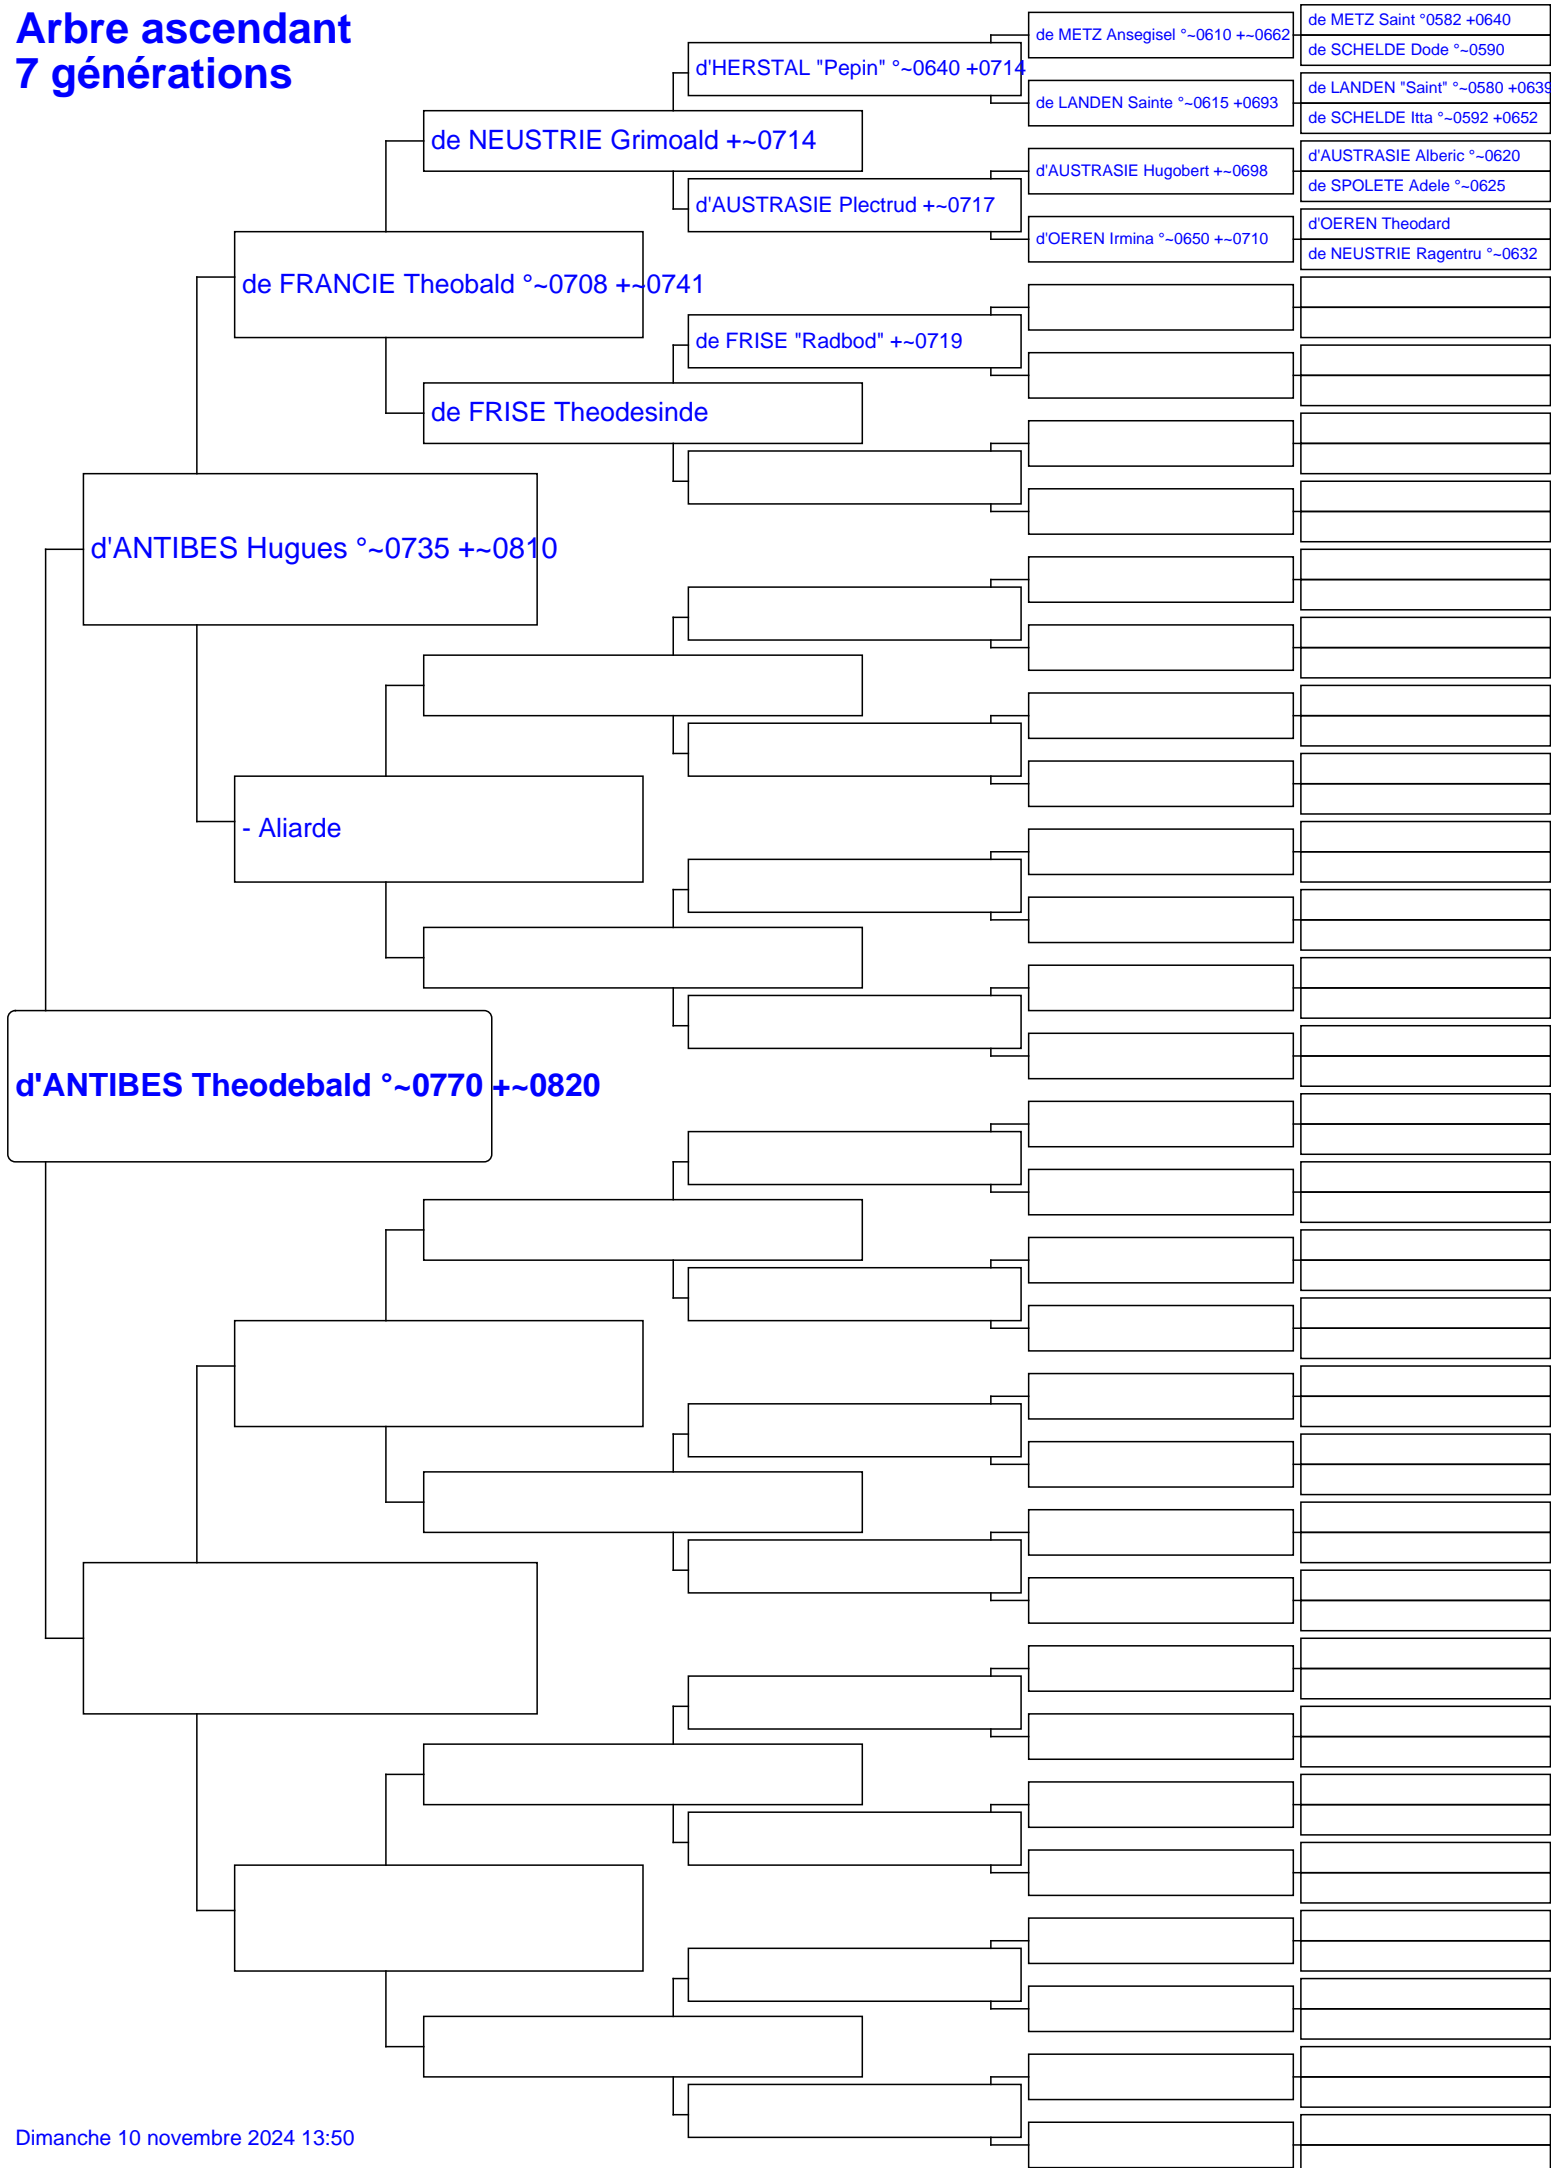 Arbre ascendant
7 générations
de METZ Saint °0582 +0640
de METZ Ansegisel °~0610 +~0662
de SCHELDE Dode °~0590
d'HERSTAL "Pepin" °~0640 +0714
de LANDEN "Saint" °~0580 +0639
de LANDEN Sainte °~0615 +0693
de SCHELDE Itta °~0592 +0652
de NEUSTRIE Grimoald +~0714
d'AUSTRASIE Alberic °~0620
d'AUSTRASIE Hugobert +~0698
de SPOLETE Adele °~0625
d'AUSTRASIE Plectrud +~0717
d'OEREN Theodard
d'OEREN Irmina °~0650 +~0710
de NEUSTRIE Ragentru °~0632
de FRANCIE Theobald °~0708 +~0741
de FRISE "Radbod" +~0719
de FRISE Theodesinde
d'ANTIBES Hugues °~0735 +~0810
- Aliarde
d'ANTIBES Theodebald °~0770 +~0820
Dimanche 10 novembre 2024 13:50